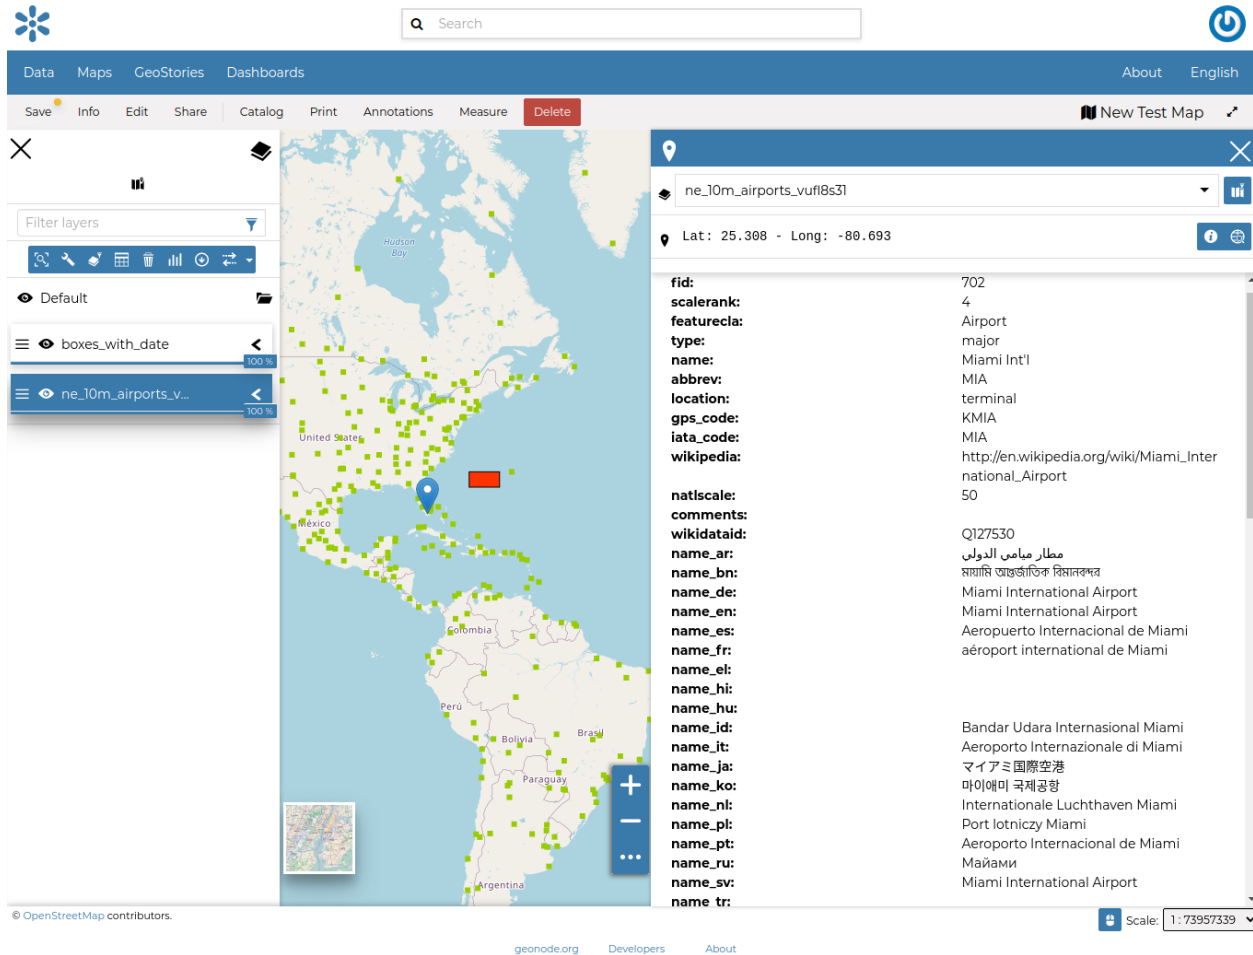 Search
Data Maps GeoStories Dashboards About English
Save Info Edit Share Catalog Print Annotations Measure Delete New Test Map
Filter layers
Default
boxes_with_date
100 %
ne_10m_airports_v...
100 %
Hudson
Bay
United States
México
Colombia
Perú
Brasil
Bolivia
Paraguay
Argentina
ne_10m_airports_vufl8s31
Lat: 25.308 - Long: -80.693
fid: 702
scalerank: 4
featurecla: Airport
type: major
name: Miami Int'l
abbrev: MIA
location: terminal
gps_code: KMIA
iata_code: MIA
wikipedia: http://en.wikipedia.org/wiki/Miami_Inter
national_Airport
natlscale: 50
comments:
wikidataid: Q127530
name_ar: مطار ميامي الدولي
name_bn: মায়ামি আন্তর্জাতিক বিমানবন্দর
name_de: Miami International Airport
name_en: Miami International Airport
name_es: Aeropuerto Internacional de Miami
name_fr: aéroport international de Miami
name_el:
name_hi:
name_hu:
name_id: Bandar Udara Internasional Miami
name_it: Aeroporto Internazionale di Miami
name_ja: マイアミ国際空港
name_ko: 마이애미 국제공항
name_nl: Internationale Luchthaven Miami
name_pl: Port lotniczy Miami
name_pt: Aeroporto Internacional de Miami
name_ru: Майами
name_sv: Miami International Airport
name_tr:
© OpenStreetMap contributors.
Scale: 1 : 73957339
geonode.org Developers About